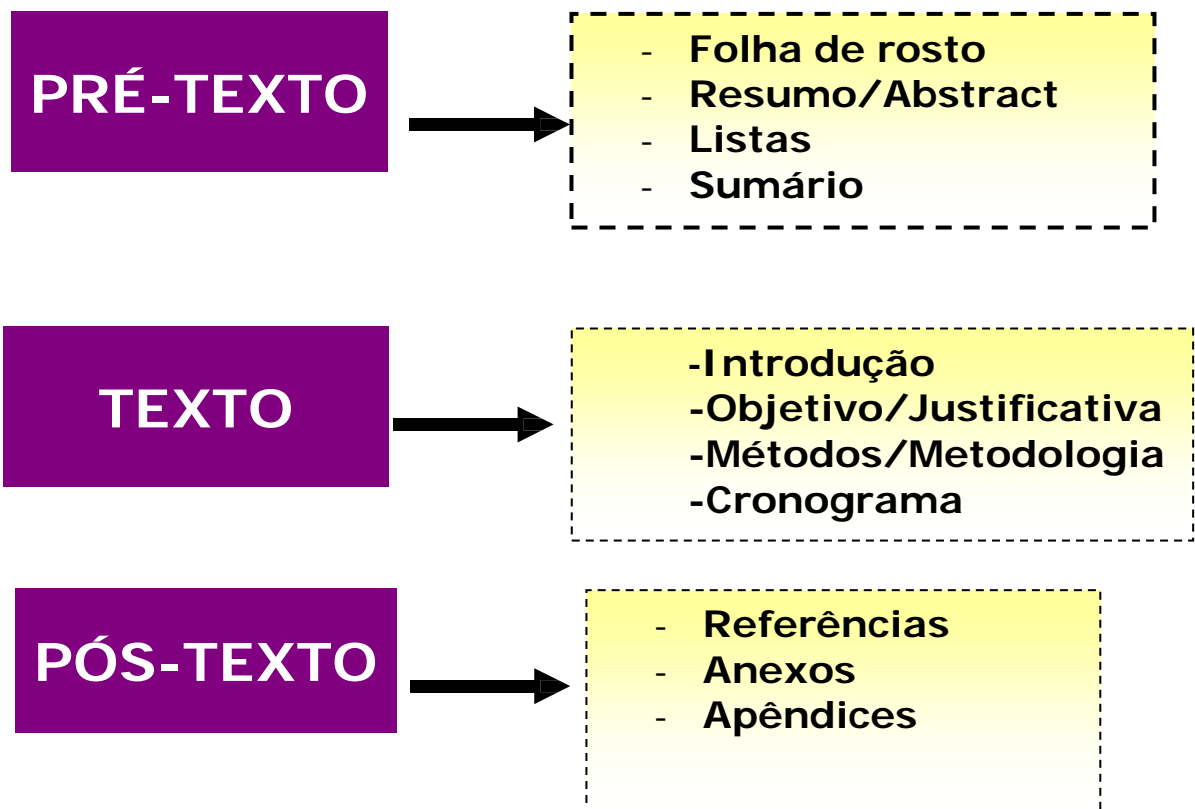 PRÉ-TEXTO
- Folha de rosto
- Resumo/Abstract
- Listas
- Sumário
TEXTO
-Introdução
-Objetivo/Justificativa
-Métodos/Metodologia
-Cronograma
PÓS-TEXTO
- Referências
- Anexos
- Apêndices